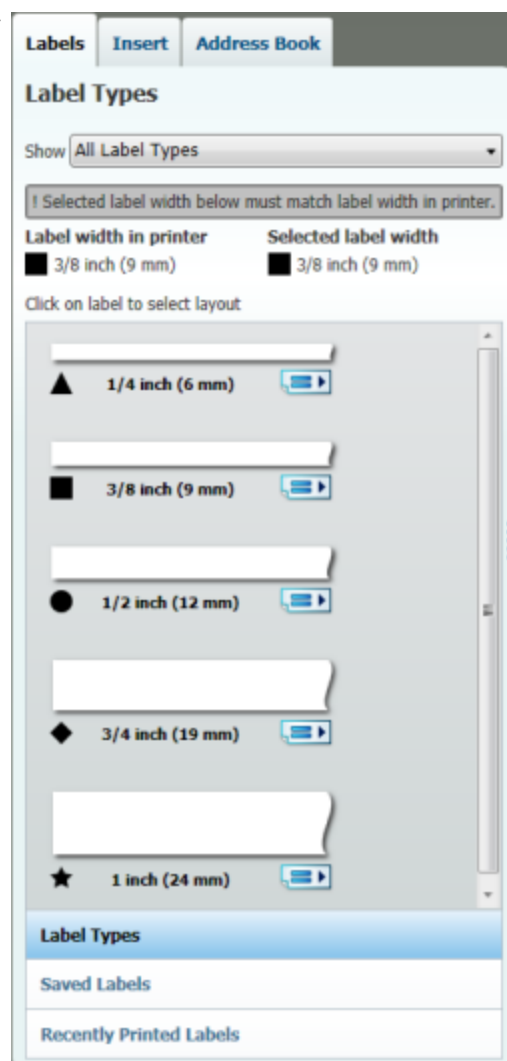 Labels Insert Address Book
Label Types
Show All Label Types
! Selected label width below must match label width in printer.
Label width in printer Selected label width
3/8 inch (9 mm) 3/8 inch (9 mm)
Click on label to select layout
1/4 inch (6 mm)
3/8 inch (9 mm)
1/2 inch (12 mm)
3/4 inch (19 mm)
1 inch (24 mm)
Label Types
Saved Labels
Recently Printed Labels